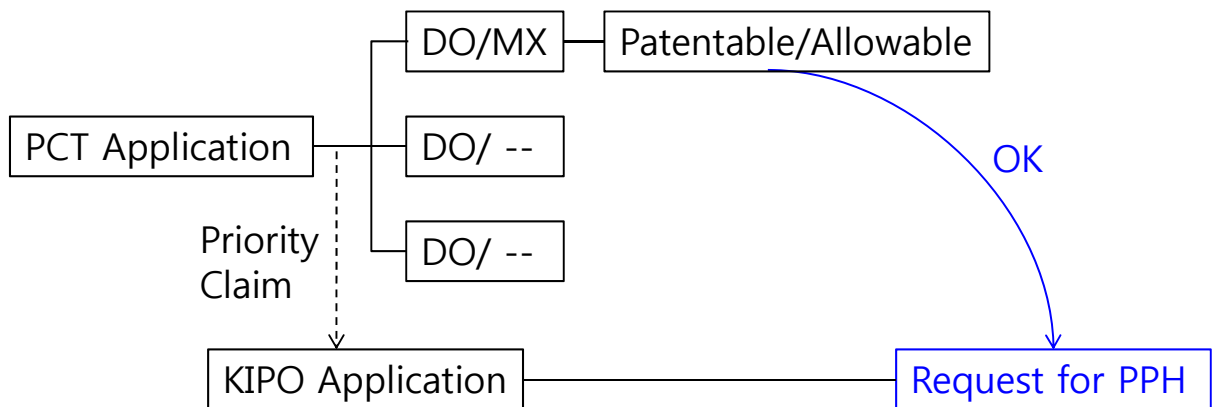 DO/MX
Patentable/Allowable
PCT Application
DO/ --
OK
Priority
Claim
DO/ --
KIPO Application
Request for PPH